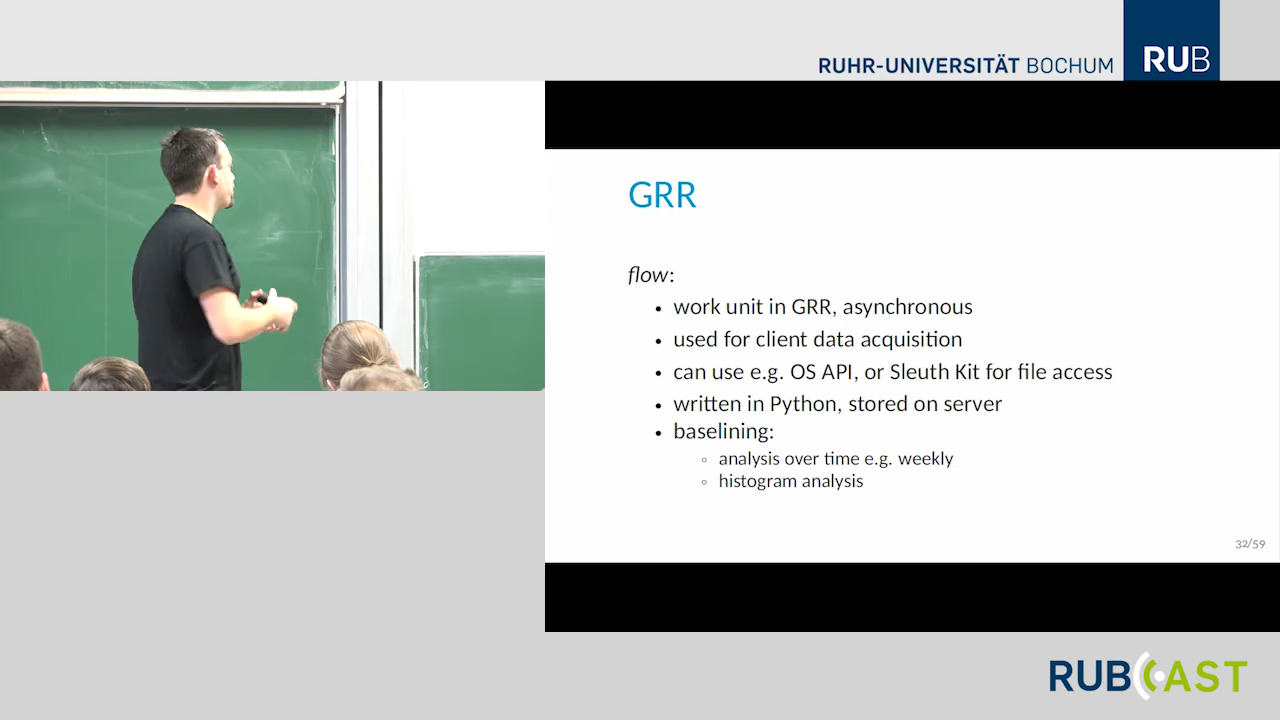 RUHR-UNIVERSITÄT BOCHUM
RUB
GRR
flow:
• work unit in GRR, asynchronous
• used for client data acquisition
• can use e.g. OS API, or Sleuth Kit for file access
• written in Python, stored on server
• baselining:
◦ analysis over time e.g. weekly
◦ histogram analysis
32/59
RUBCAST